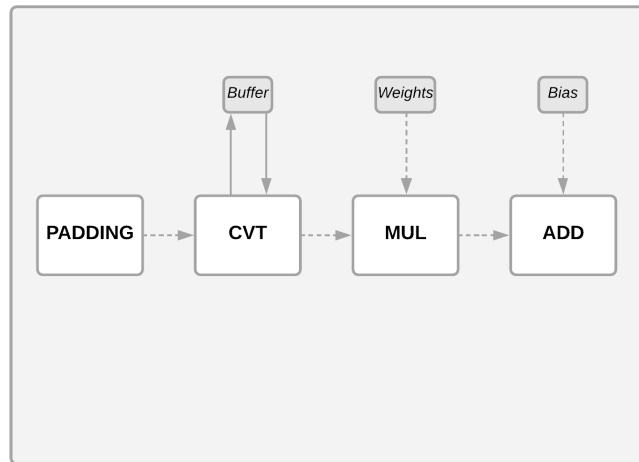 Buffer
Weights
Bias
PADDING
CVT
MUL
ADD